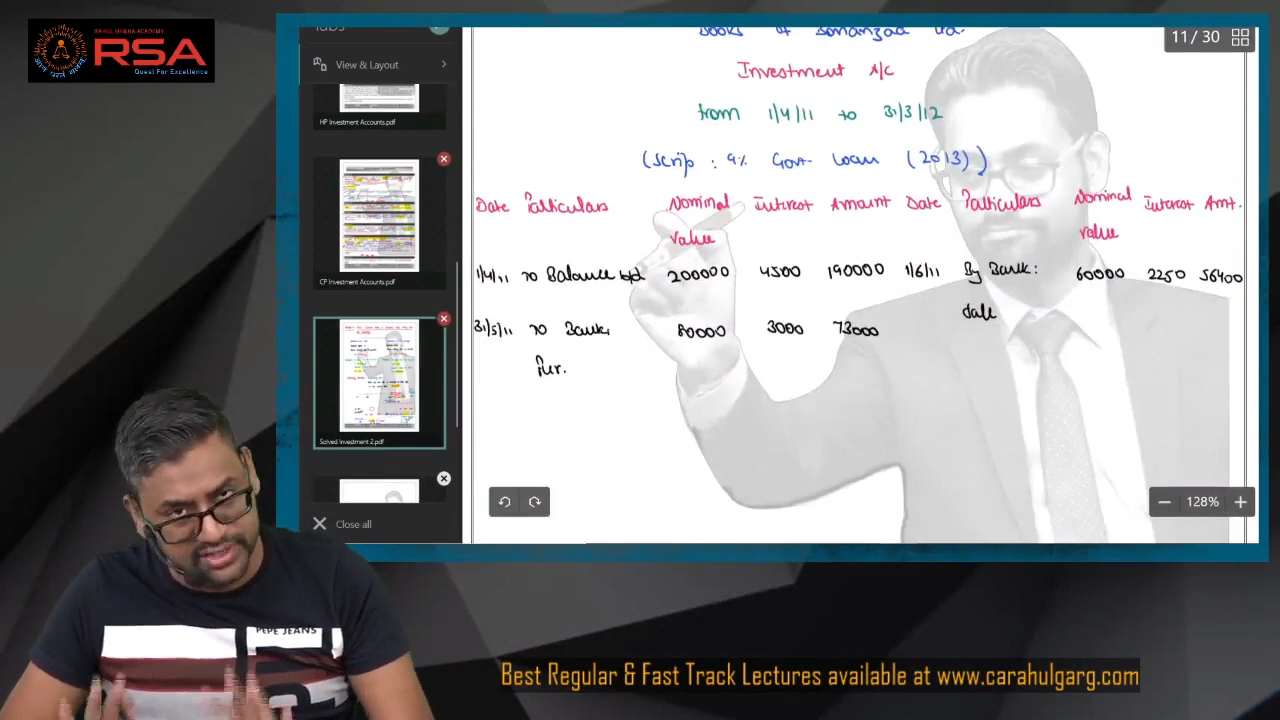 RAHUL SHIKHA ACADEMY
RSA
Quest For Excellence
View & Layout
HP Investment Accounts.pdf
CP Investment Accounts.pdf
Solved Investment 2.pdf
Close all
11 / 30
128%
Investment A/C
from 1/4/11 to 31/3/12
(Scrip : 9% Govt. Loan (2013))
Date Particulars Nominal Value Interest Amount Date Particulars Nominal Value Interest Amt.
1/4/11 To Balance b/d 200000 4500 190000 1/6/11 By Bank: Sale 60000 2250 56400
31/5/11 To Bank: Pur. 80000 3000 73000
PEPE JEANS
Best Regular & Fast Track Lectures available at www.carahulgarg.com